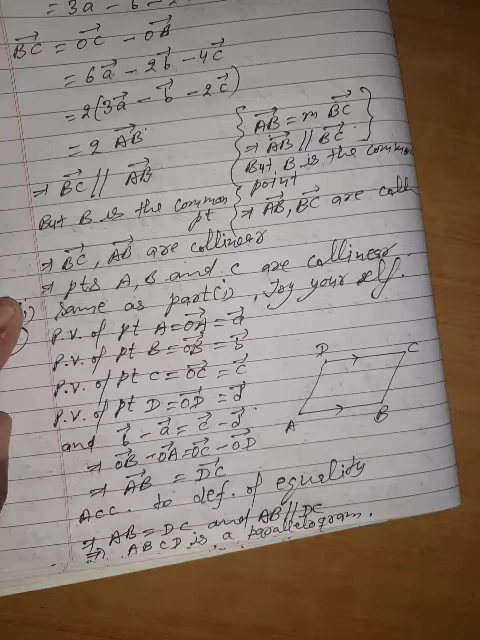 = 3a - b - 2
BC = OC - OB
= 6a - 2b - 4c
= 2(3a - b - 2c)
= 2 AB
⇒ BC // AB
But B is the common pt
AB = m BC
⇒ AB // BC
But, B is the common
point
⇒ AB, BC are coll
⇒ BC, AB are collinear
⇒ pts A, B and C are collinear
Same as part(i), Try your self.
P.V. of pt A = OA = a
P.V. of pt B = OB = b
P.V. of pt C = OC = c
P.V. of pt D = OD = d
and b - a = c - d
⇒ OB - OA = OC - OD
⇒ AB = DC
Acc. to def. of equality
⇒ AB = DC and AB // DC
⇒ ABCD is a parallelogram.
D C
A B